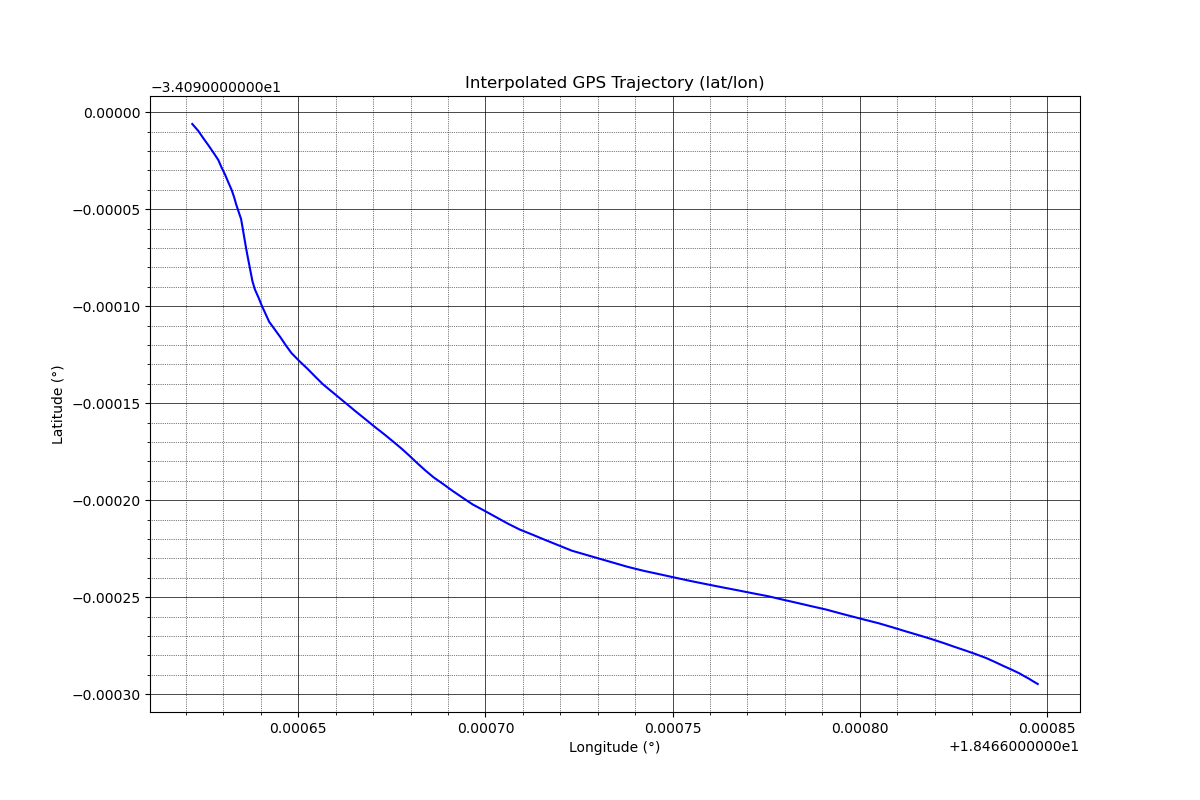 Interpolated GPS Trajectory (lat/lon)
−3.4090000000e1
0.00000
−0.00005
−0.00010
−0.00015
−0.00020
−0.00025
−0.00030
Latitude (°)
0.00065 0.00070 0.00075 0.00080 0.00085
Longitude (°)
+1.8466000000e1